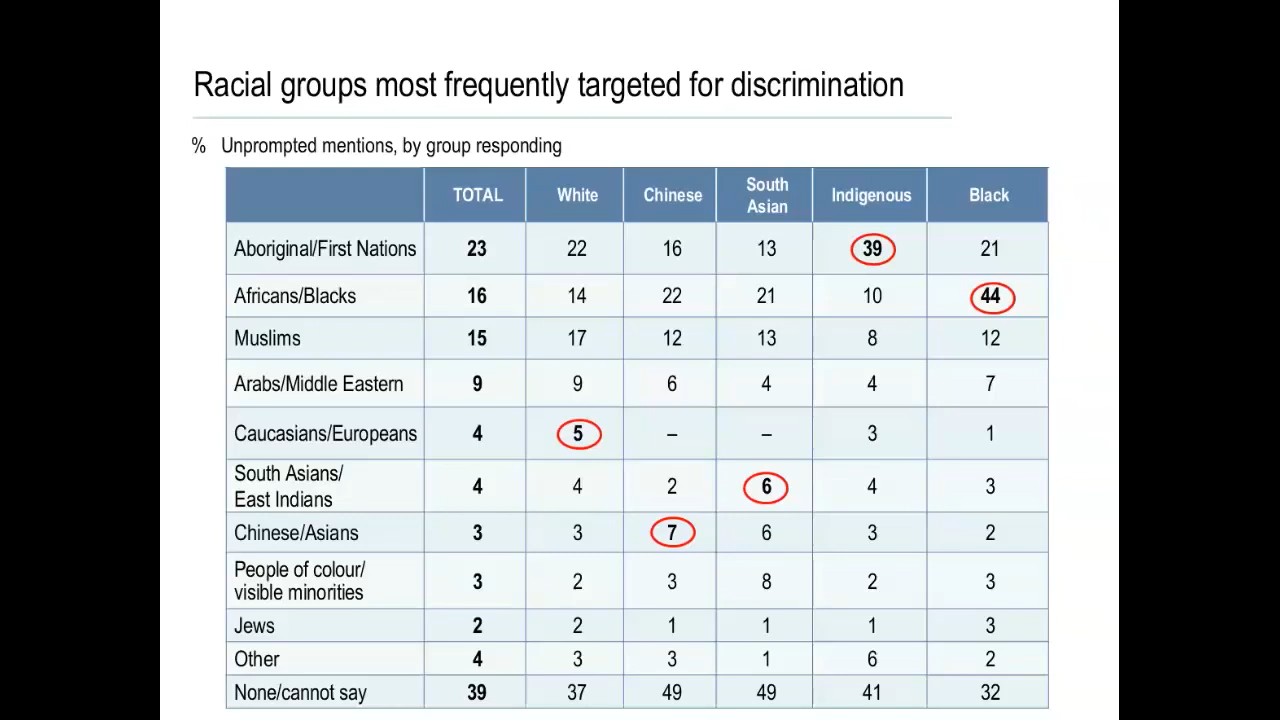 Racial groups most frequently targeted for discrimination
% Unprompted mentions, by group responding
TOTAL White Chinese South Asian Indigenous Black
Aboriginal/First Nations 23 22 16 13 39 21
Africans/Blacks 16 14 22 21 10 44
Muslims 15 17 12 13 8 12
Arabs/Middle Eastern 9 9 6 4 4 7
Caucasians/Europeans 4 5 – – 3 1
South Asians/
East Indians 4 4 2 6 4 3
Chinese/Asians 3 3 7 6 3 2
People of colour/
visible minorities 3 2 3 8 2 3
Jews 2 2 1 1 1 3
Other 4 3 3 1 6 2
None/cannot say 39 37 49 49 41 32